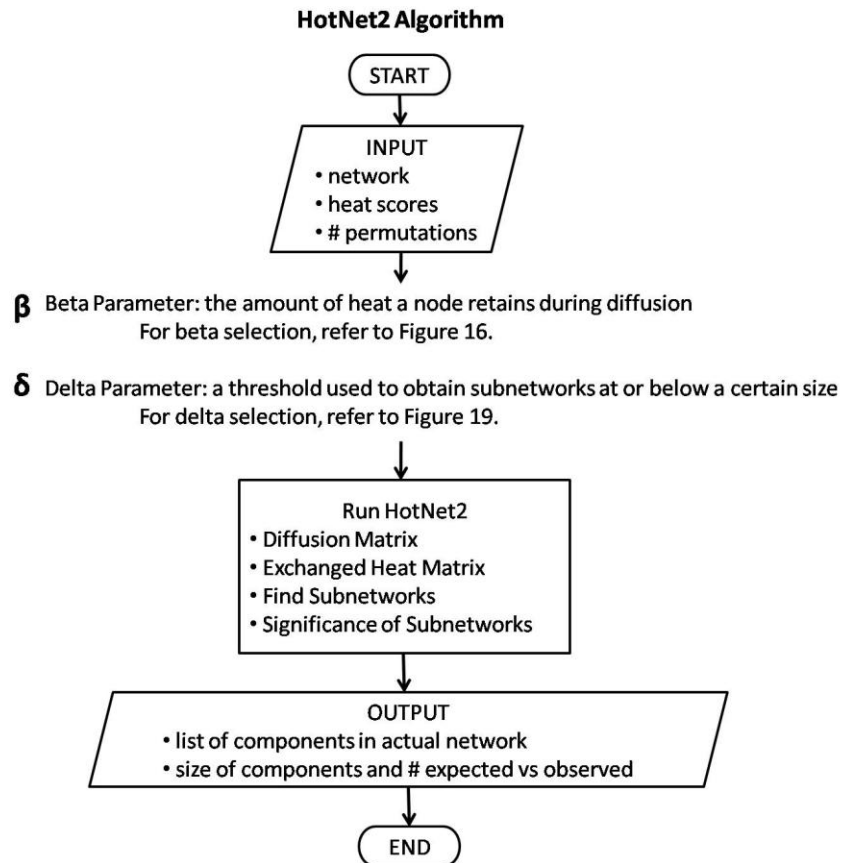 HotNet2 Algorithm
START
INPUT
• network
• heat scores
• # permutations
β Beta Parameter: the amount of heat a node retains during diffusion
For beta selection, refer to Figure 16.
δ Delta Parameter: a threshold used to obtain subnetworks at or below a certain size
For delta selection, refer to Figure 19.
Run HotNet2
• Diffusion Matrix
• Exchanged Heat Matrix
• Find Subnetworks
• Significance of Subnetworks
OUTPUT
• list of components in actual network
• size of components and # expected vs observed
END